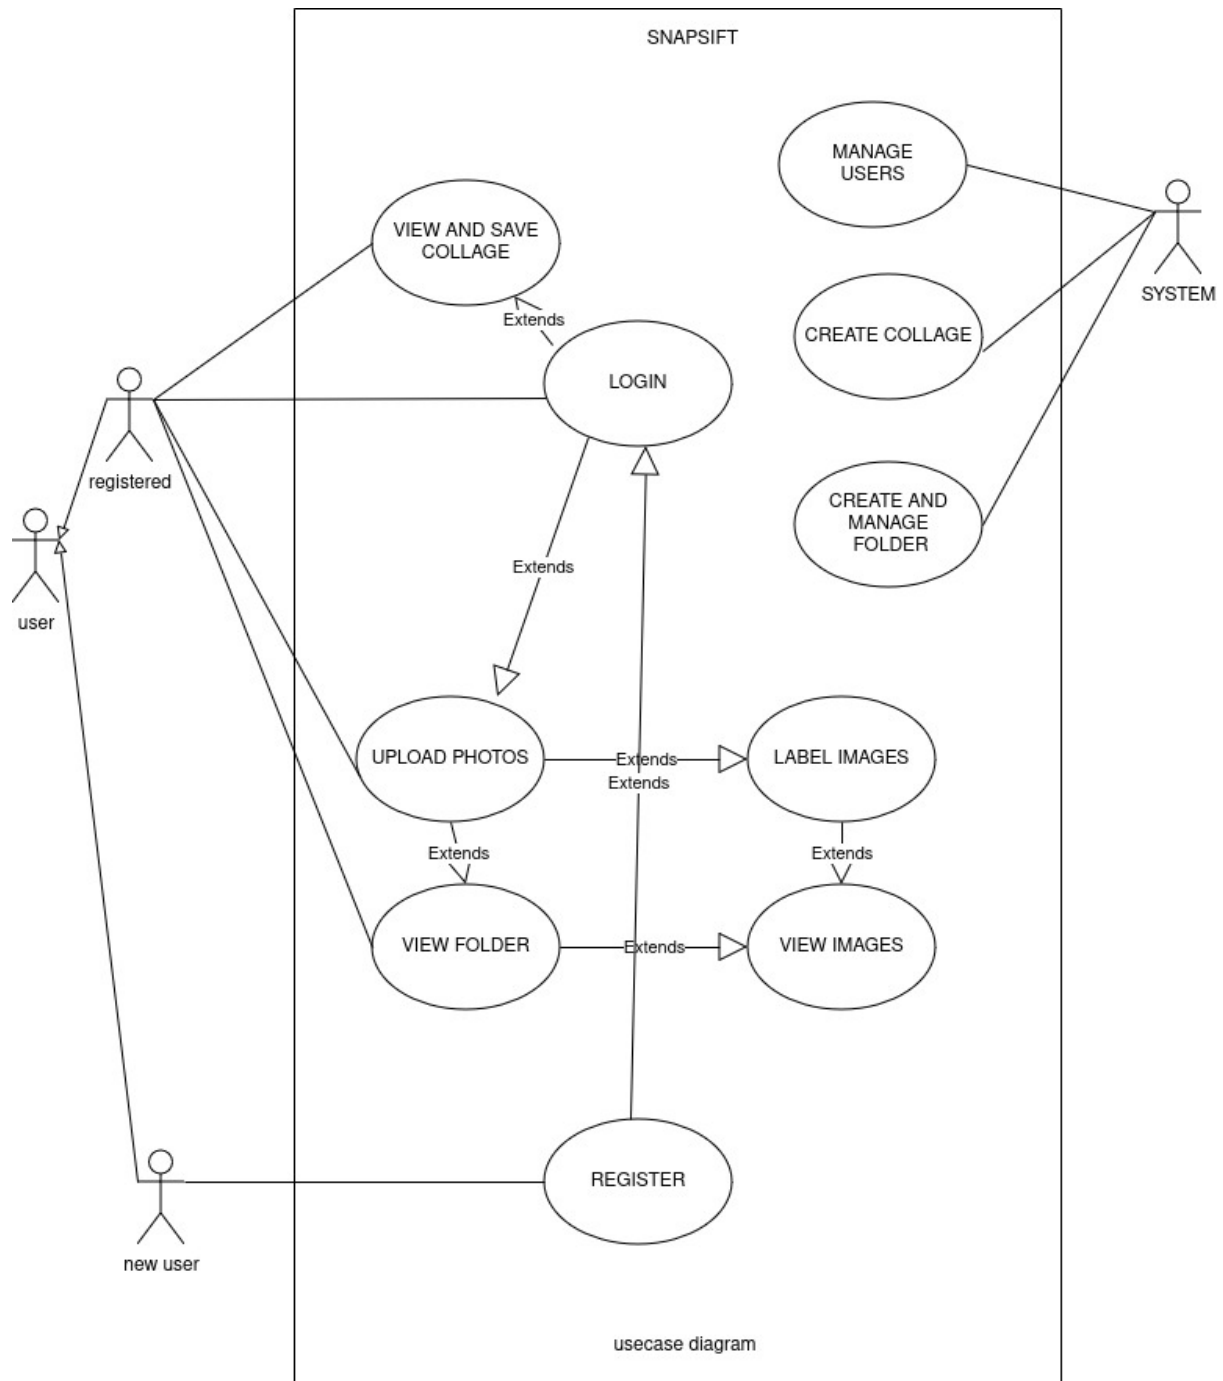 SNAPSIFT
MANAGE
USERS
VIEW AND SAVE
COLLAGE
SYSTEM
Extends
CREATE COLLAGE
LOGIN
registered
CREATE AND
MANAGE
FOLDER
Extends
user
UPLOAD PHOTOS
Extends
LABEL IMAGES
Extends
Extends
Extends
VIEW FOLDER
Extends
VIEW IMAGES
REGISTER
new user
usecase diagram